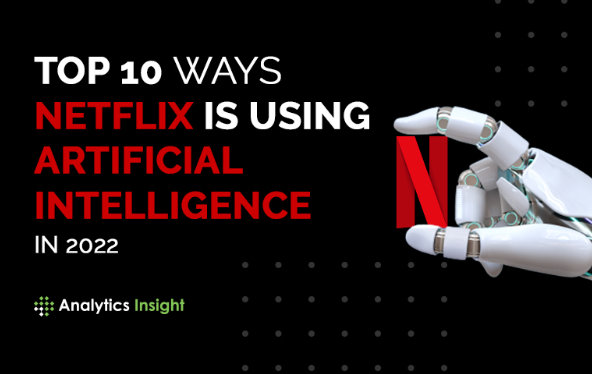 TOP 10 WAYS
NETFLIX IS USING
ARTIFICIAL
INTELLIGENCE
IN 2022
N
Analytics Insight